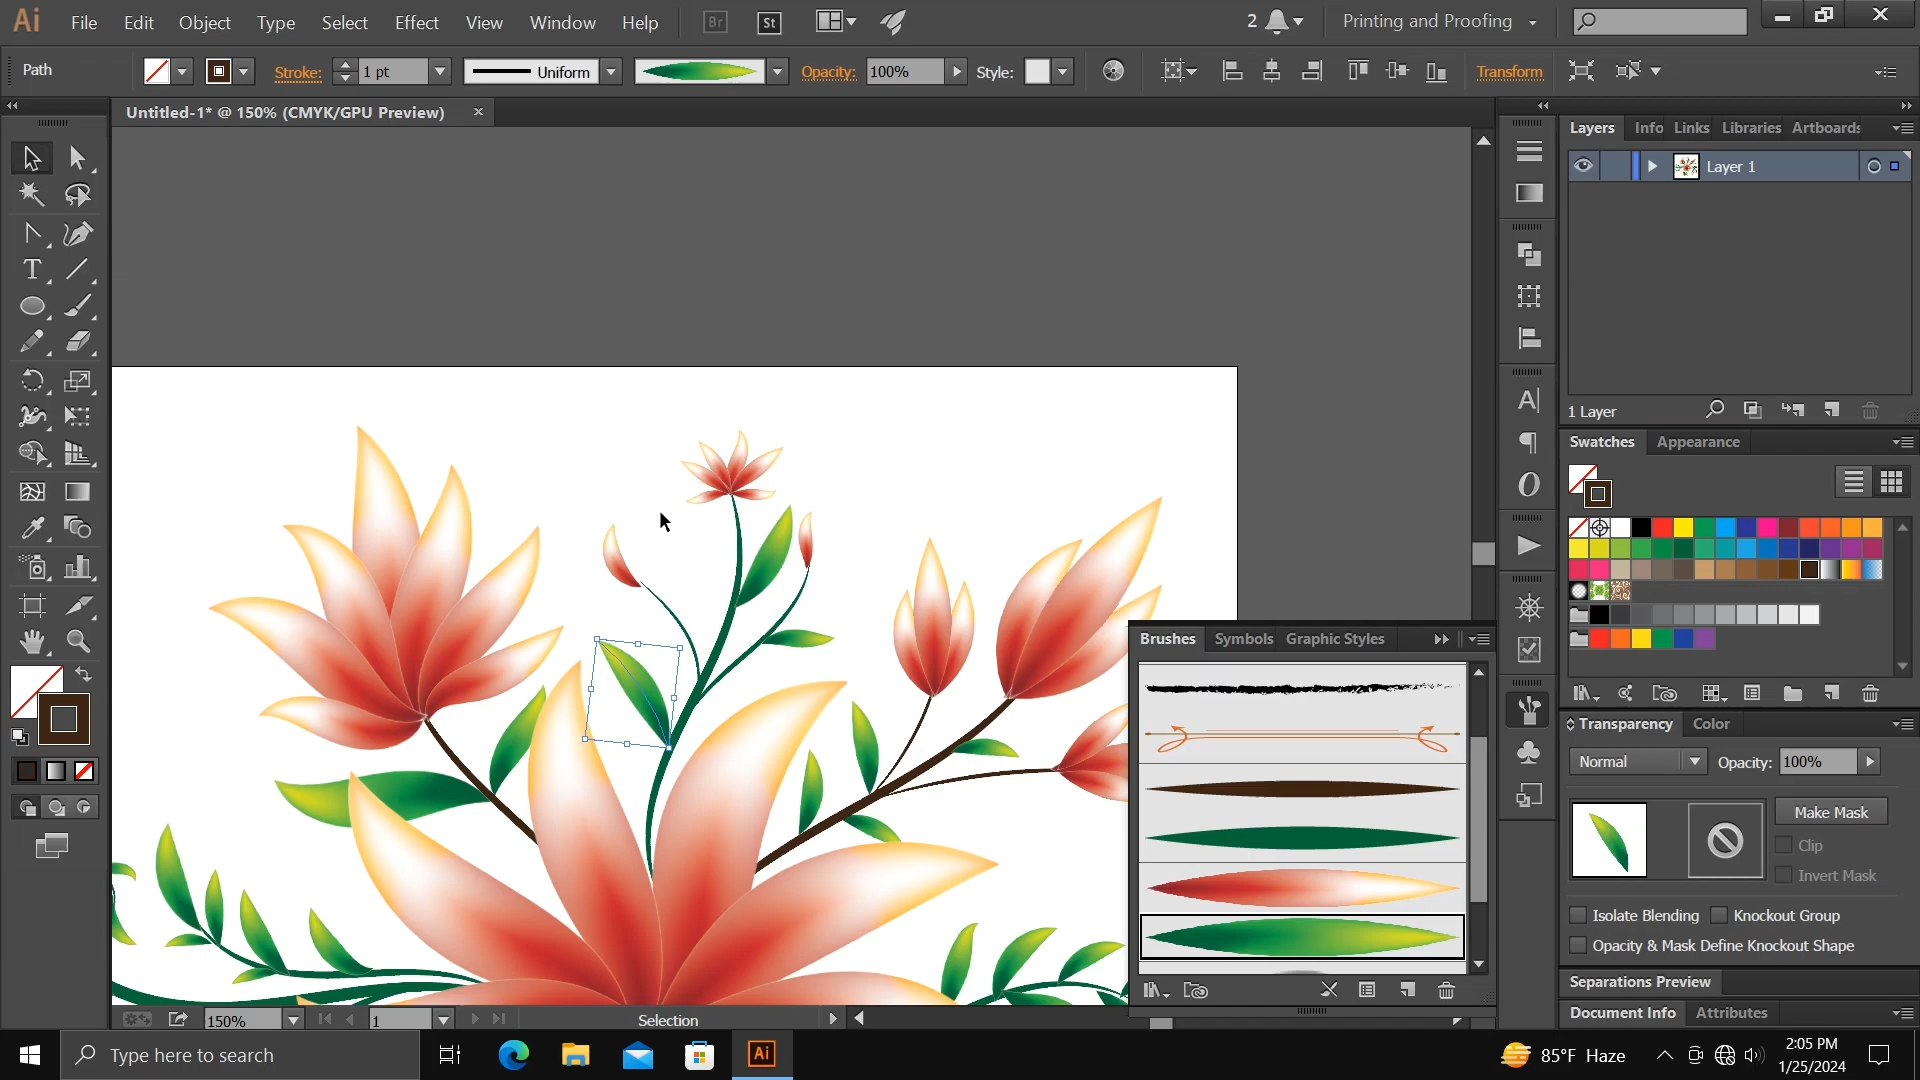 Ai File Edit Object Type Select Effect View Window Help Br St 2 Printing and Proofing
Path Stroke: 1 pt Uniform Opacity: 100% Style: Transform
Untitled-1* @ 150% (CMYK/GPU Preview)
Layers Info Links Libraries Artboards
Layer 1
1 Layer
Swatches Appearance
Brushes Symbols Graphic Styles
Transparency Color
Normal Opacity: 100%
Make Mask
Clip
Invert Mask
Isolate Blending Knockout Group
Opacity & Mask Define Knockout Shape
Separations Preview
Document Info Attributes
150% 1 Selection
Type here to search Ai 85°F Haze 2:05 PM
1/25/2024